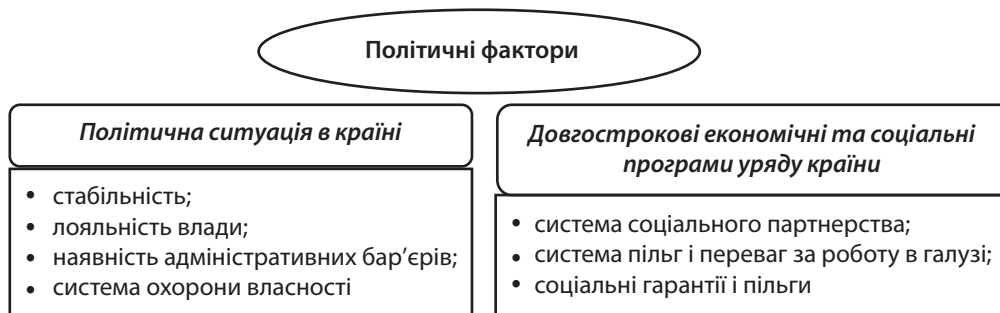 Політичні фактори
Політична ситуація в країні
• стабільність;
• лояльність влади;
• наявність адміністративних бар’єрів;
• система охорони власності
Довгострокові економічні та соціальні
програми уряду країни
• система соціального партнерства;
• система пільг і переваг за роботу в галузі;
• соціальні гарантії і пільги